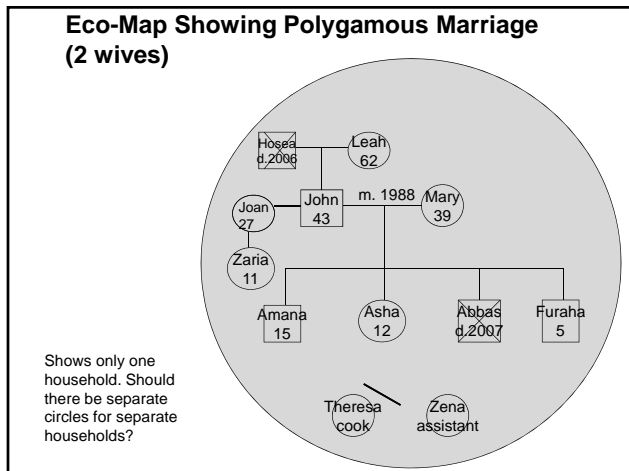 Eco-Map Showing Polygamous Marriage
(2 wives)
Hosea
d.2006
Leah
62
Joan
27
John
43
m. 1988
Mary
39
Zaria
11
Amana
15
Asha
12
Abbas
d.2007
Furaha
5
Shows only one
household. Should
there be separate
circles for separate
households?
Theresa
cook
Zena
assistant